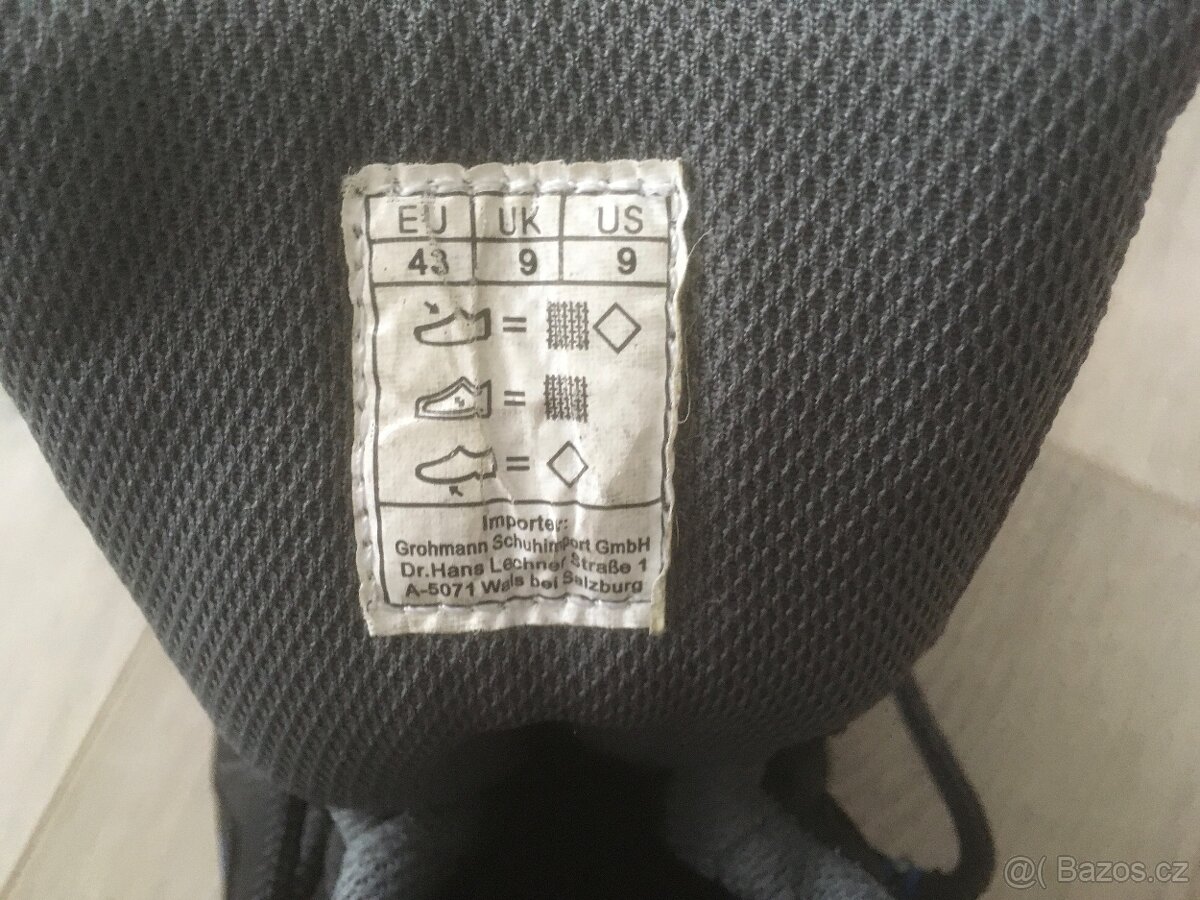 EU UK US
43 9 9
=
=
=
Importer:
Grohmann Schuhimport GmbH
Dr.Hans Lechner Straße 1
A-5071 Wals bei Salzburg
@( Bazos.cz